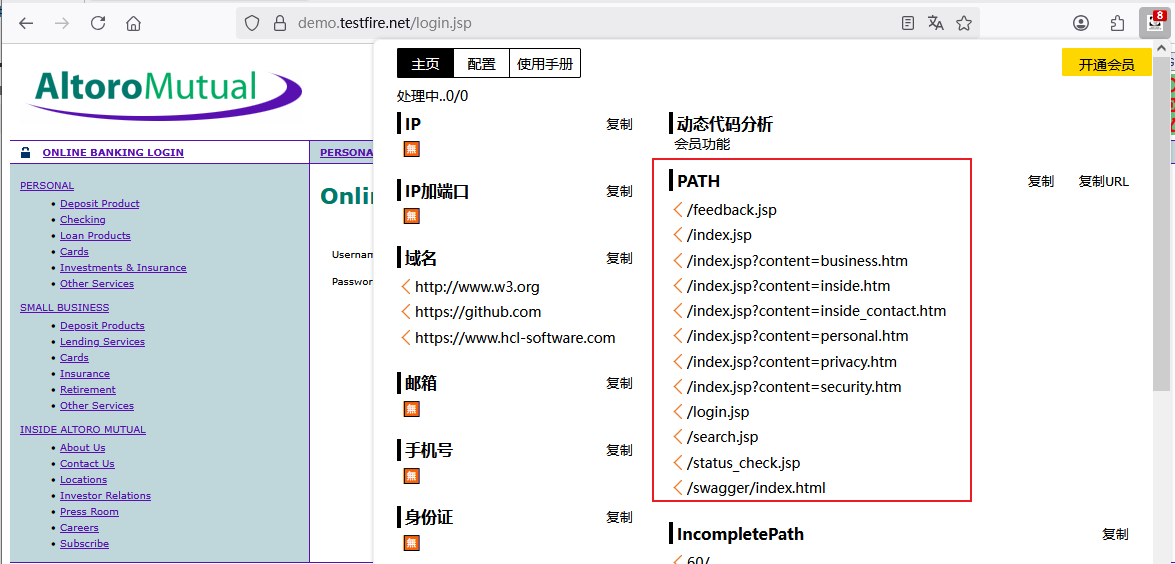 demo.testfire.net/login.jsp
8
AltoroMutual
ONLINE BANKING LOGIN
PERSONA
PERSONAL
Deposit Product
Checking
Loan Products
Cards
Investments & Insurance
Other Services
SMALL BUSINESS
Deposit Products
Lending Services
Cards
Insurance
Retirement
Other Services
INSIDE ALTORO MUTUAL
About Us
Contact Us
Locations
Investor Relations
Press Room
Careers
Subscribe
Onli
Usernam
Passwor
主页
配置
使用手册
开通会员
处理中..0/0
IP
复制
無
IP加端口
复制
無
域名
复制
http://www.w3.org
https://github.com
https://www.hcl-software.com
邮箱
复制
無
手机号
复制
無
身份证
复制
無
动态代码分析
会员功能
PATH
复制
复制URL
/feedback.jsp
/index.jsp
/index.jsp?content=business.htm
/index.jsp?content=inside.htm
/index.jsp?content=inside_contact.htm
/index.jsp?content=personal.htm
/index.jsp?content=privacy.htm
/index.jsp?content=security.htm
/login.jsp
/search.jsp
/status_check.jsp
/swagger/index.html
IncompletePath
复制
60/